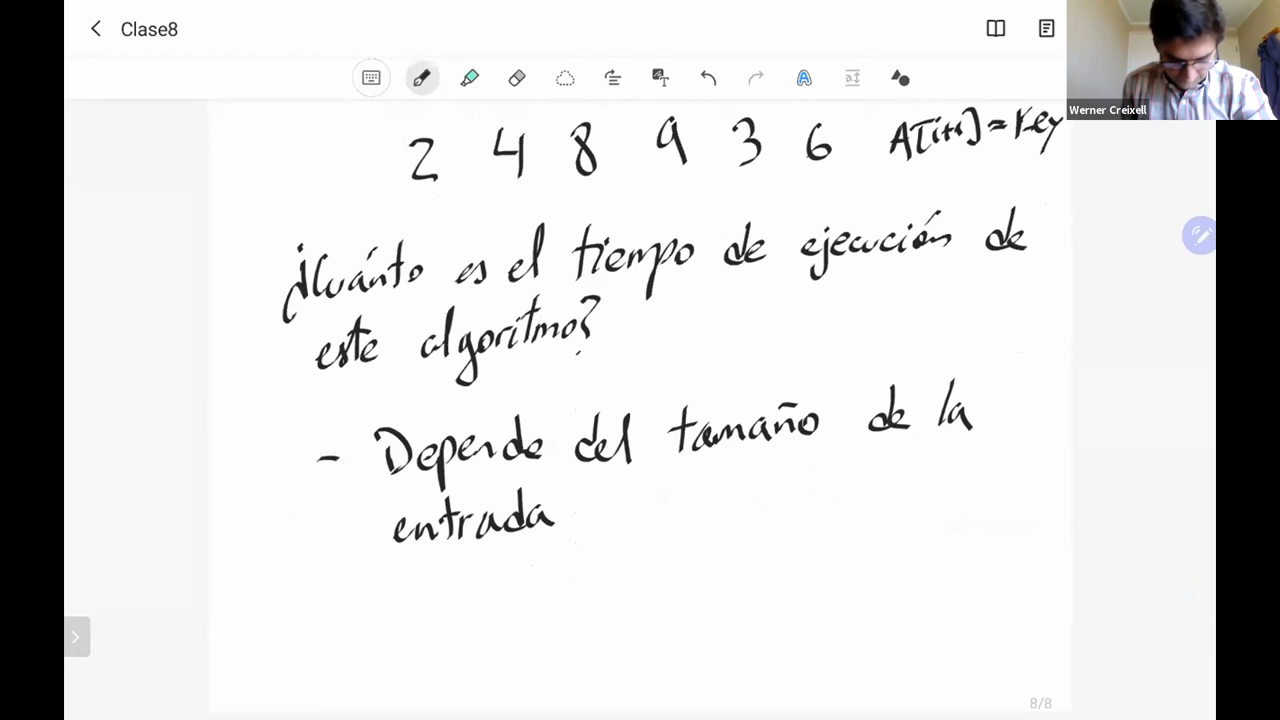 Clase8
Werner Creixell
2 4 8 9 3 6 A[i+1] = Key
¿Cuánto es el tiempo de ejecución de
este algoritmo?
- Depende del tamaño de la
entrada
8/8